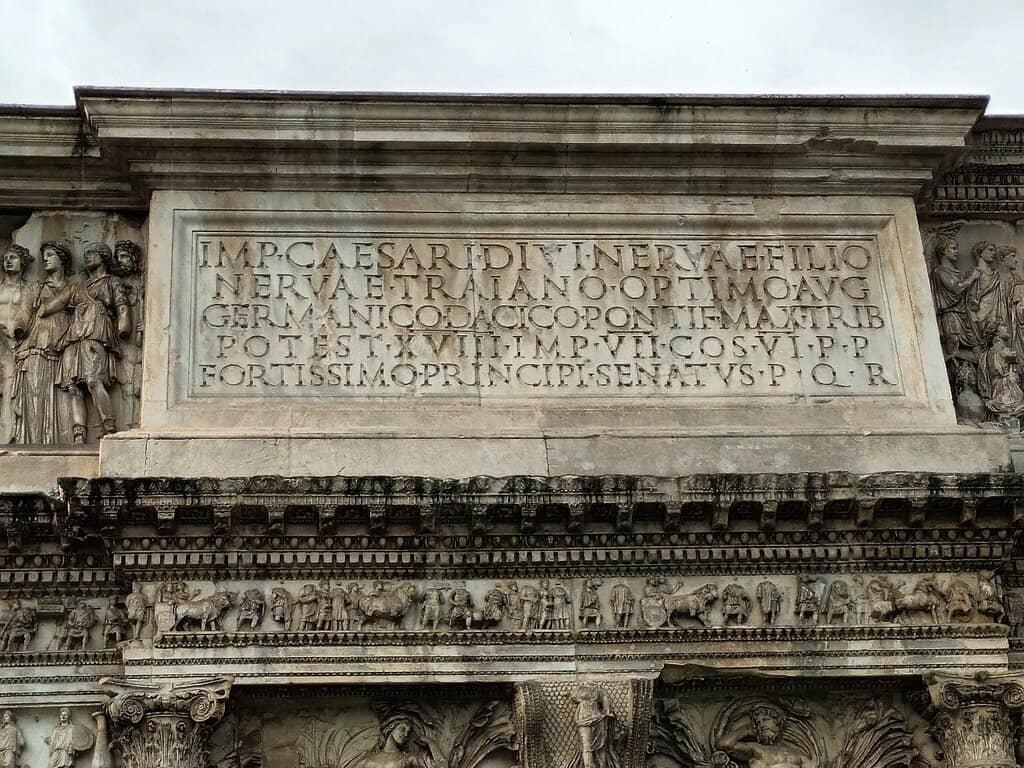 IMP·CAESARI·DIVI·NERVAE·FILIO
NERVAE·TRAIANO·OPTIMO·AVG
GERMANICO·DACICO·PONTIF·MAX·TRIB
POTEST·XVIII·IMP·VII·COS·VI·P·P
FORTISSIMO·PRINCIPI·SENATVS·P·Q·R